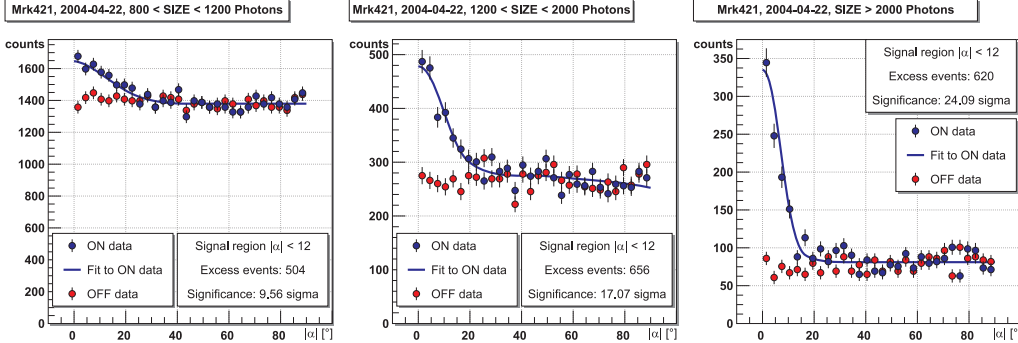 Mrk421, 2004-04-22, 800 < SIZE < 1200 Photons
counts
1600
1400
1200
1000
800
600
400
200
0
0 20 40 60 80
|α| [°]
ON data
Fit to ON data
OFF data
Signal region |α| < 12
Excess events: 504
Significance: 9.56 sigma
Mrk421, 2004-04-22, 1200 < SIZE < 2000 Photons
counts
500
400
300
200
100
0
0 20 40 60 80
|α| [°]
ON data
Fit to ON data
OFF data
Signal region |α| < 12
Excess events: 656
Significance: 17.07 sigma
Mrk421, 2004-04-22, SIZE > 2000 Photons
counts
350
300
250
200
150
100
50
0
0 20 40 60 80
|α| [°]
Signal region |α| < 12
Excess events: 620
Significance: 24.09 sigma
ON data
Fit to ON data
OFF data